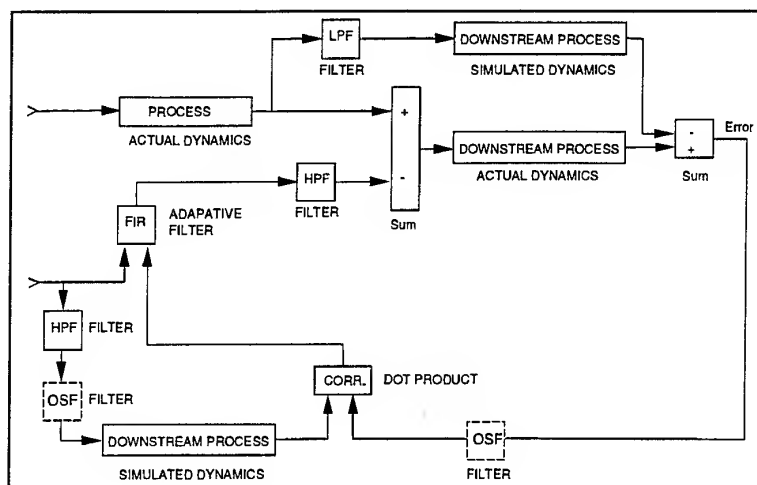 LPF
FILTER
DOWNSTREAM PROCESS
SIMULATED DYNAMICS
PROCESS
ACTUAL DYNAMICS
+
-
Sum
DOWNSTREAM PROCESS
ACTUAL DYNAMICS
-
+
Sum
Error
HPF
FILTER
FIR
ADAPATIVE
FILTER
HPF
FILTER
OSF
FILTER
DOWNSTREAM PROCESS
SIMULATED DYNAMICS
CORR.
DOT PRODUCT
OSF
FILTER